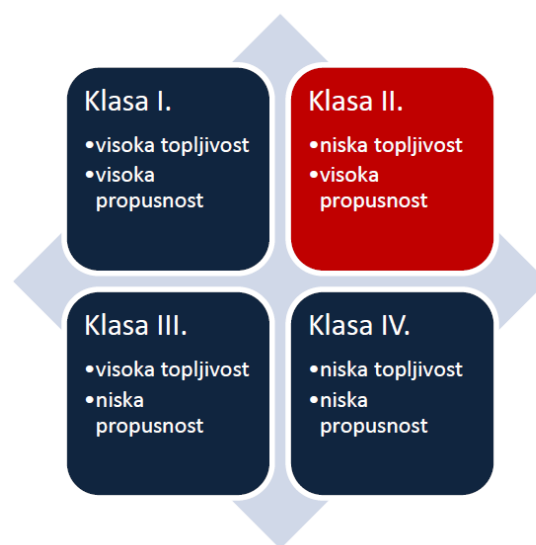 Klasa I.
•visoka topljivost
•visoka
propusnost
Klasa II.
•niska topljivost
•visoka
propusnost
Klasa III.
•visoka topljivost
•niska
propusnost
Klasa IV.
•niska topljivost
•niska
propusnost